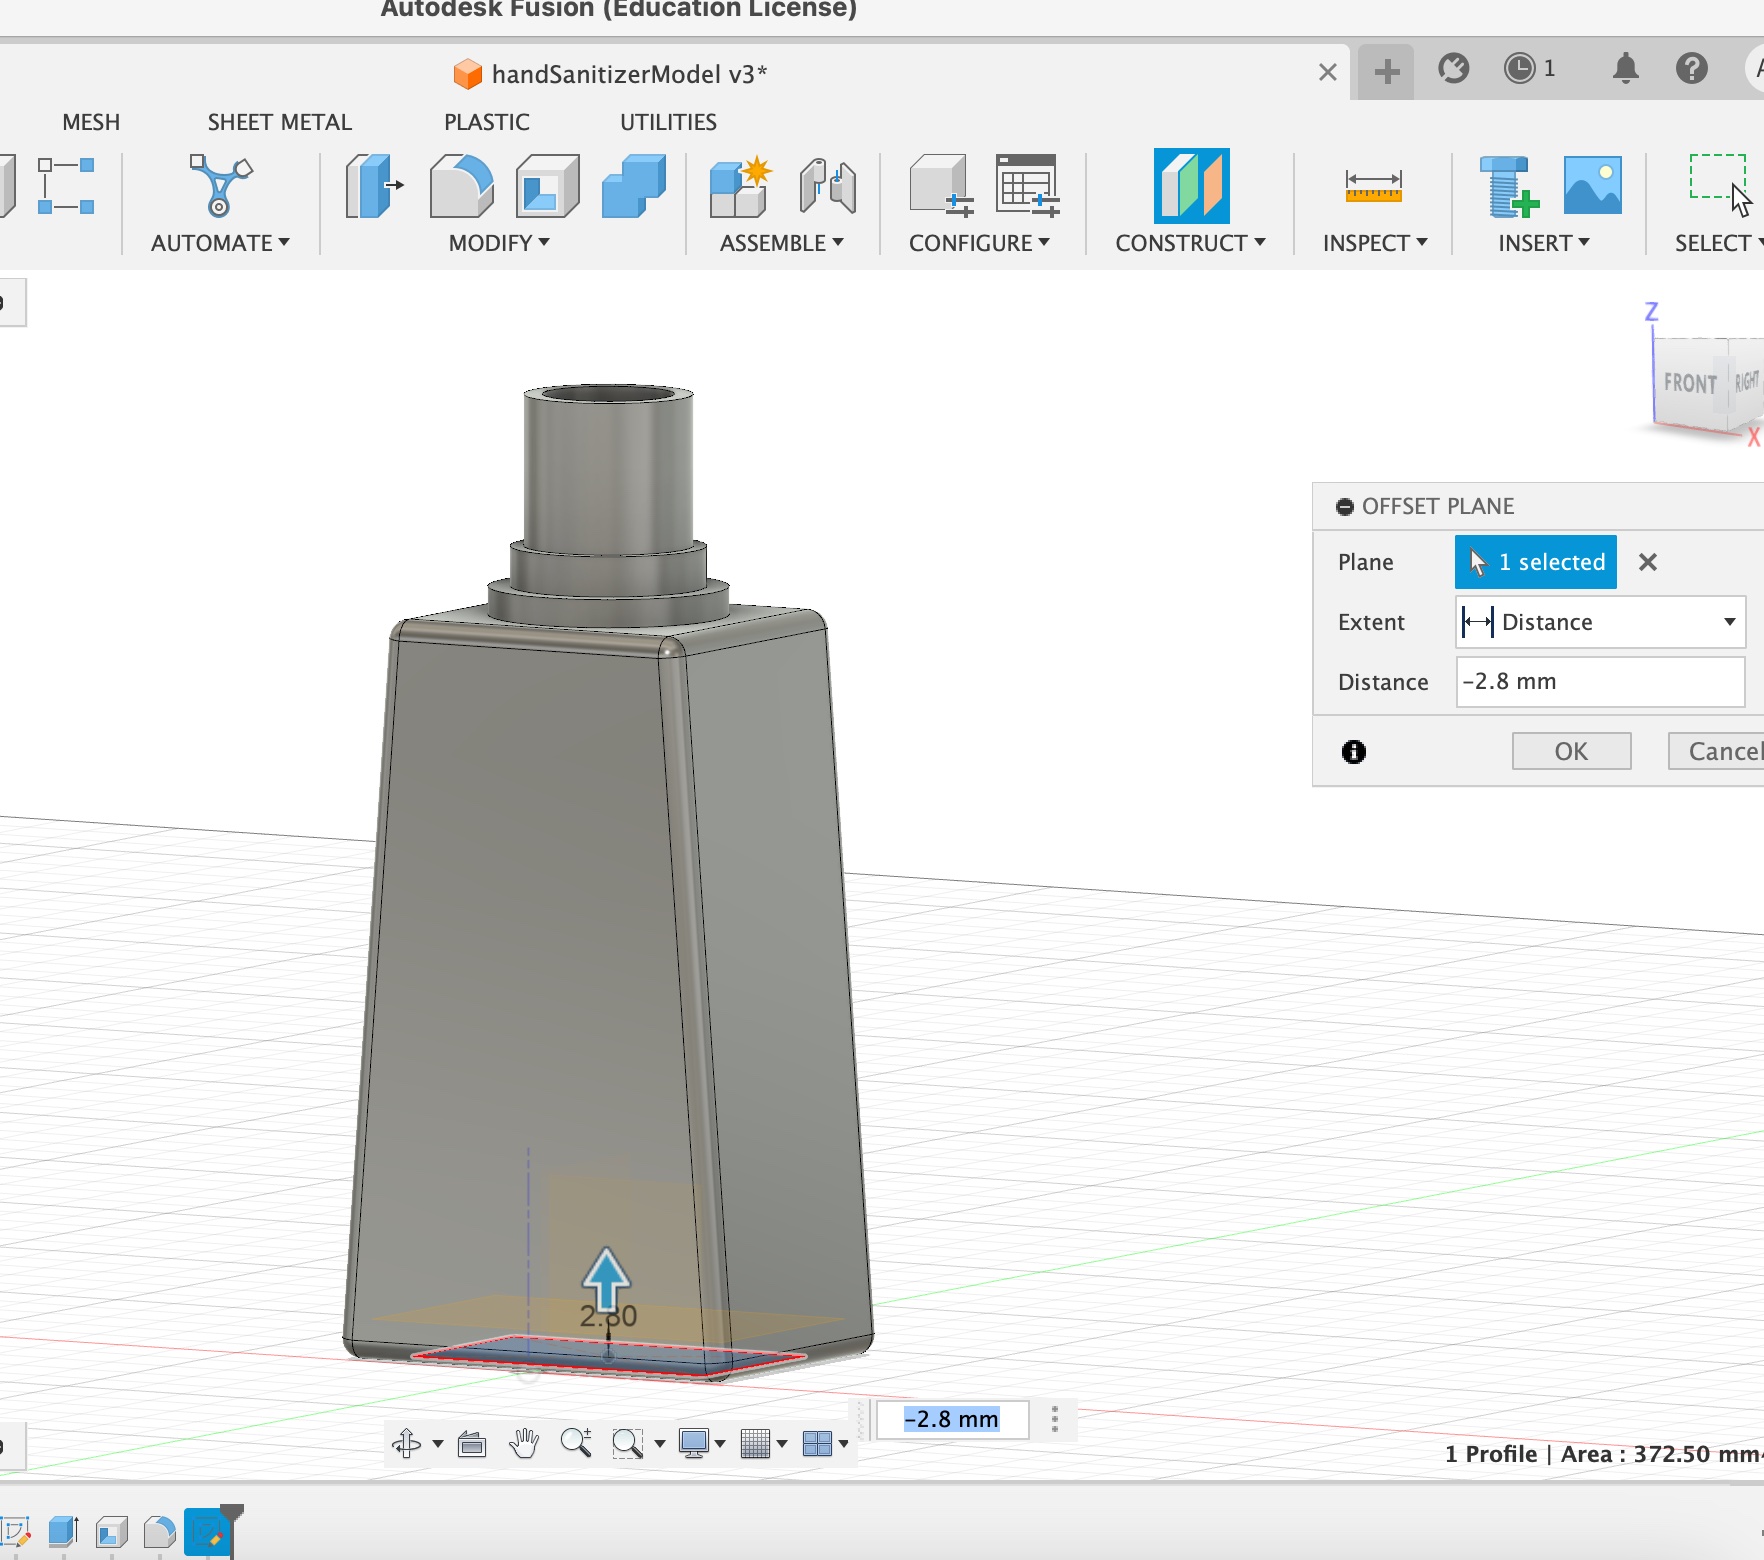 Autodesk Fusion (Education License)
handSanitizerModel v3*
1
MESH
SHEET METAL
PLASTIC
UTILITIES
AUTOMATE
MODIFY
ASSEMBLE
CONFIGURE
CONSTRUCT
INSPECT
INSERT
SELECT
Z
FRONT
RIGHT
X
OFFSET PLANE
Plane
1 selected
Extent
Distance
Distance
-2.8 mm
OK
Cancel
2.80
-2.8 mm
1 Profile | Area : 372.50 mm